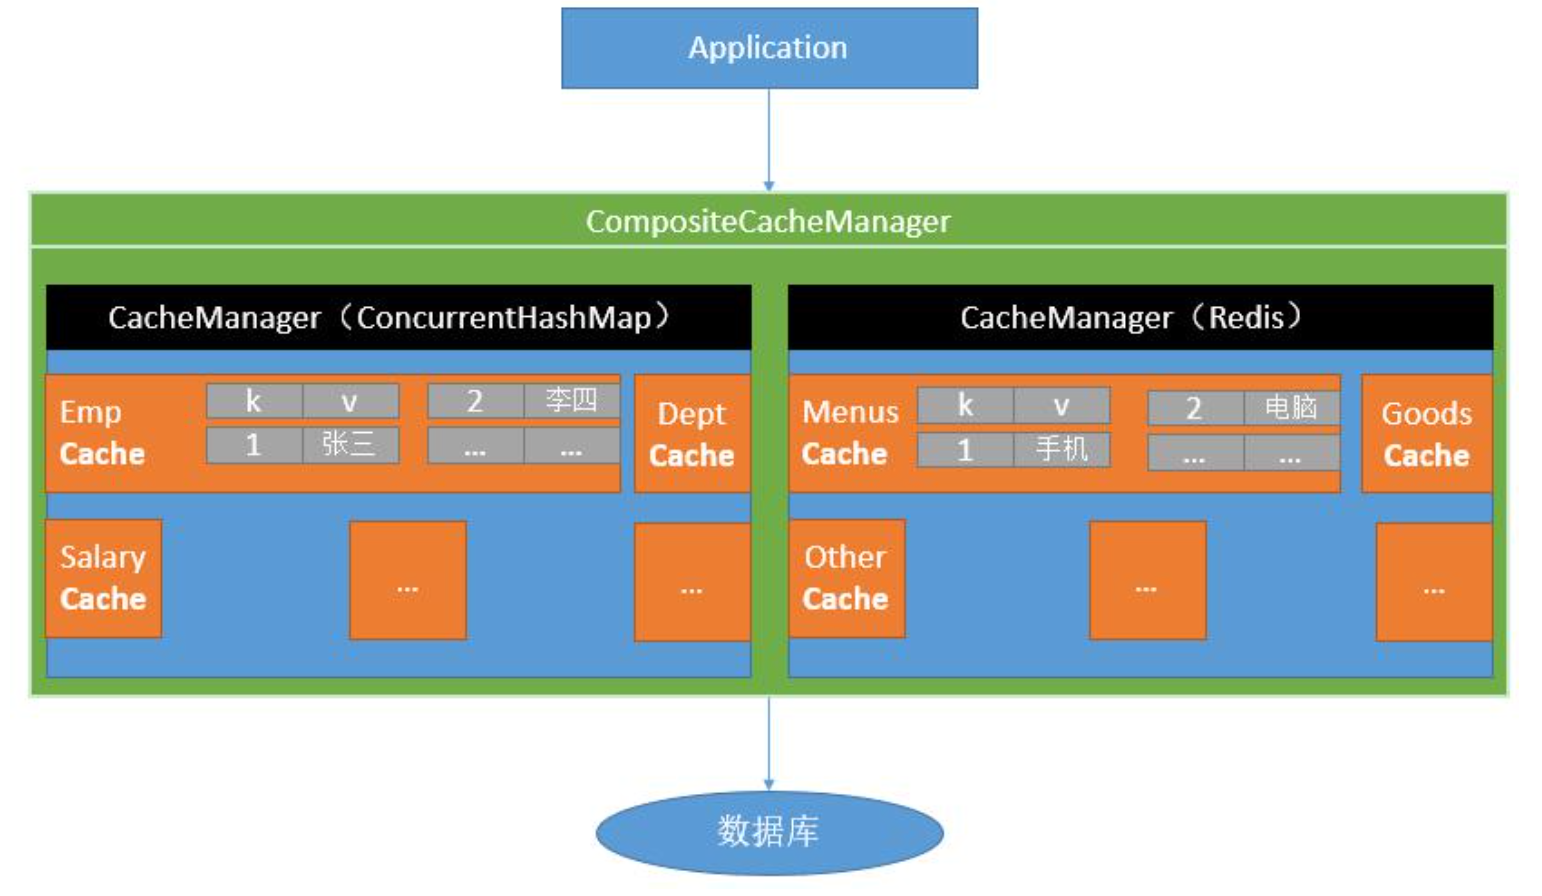 Application
CompositeCacheManager
CacheManager（ConcurrentHashMap）
Emp
Cache
k v
1 张三
2 李四
... ...
Dept
Cache
Salary
Cache
...
...
CacheManager（Redis）
Menus
Cache
k v
1 手机
2 电脑
... ...
Goods
Cache
Other
Cache
...
...
数据库